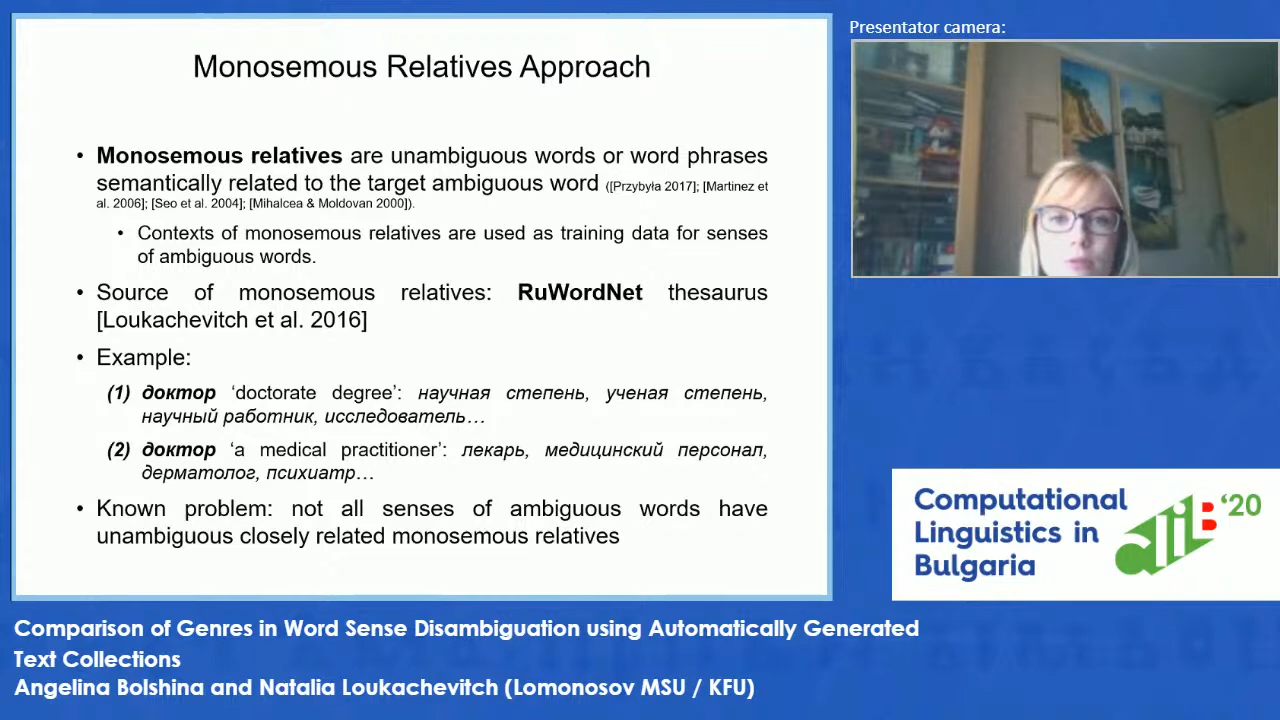 Presentator camera:
Monosemous Relatives Approach
• Monosemous relatives are unambiguous words or word phrases
semantically related to the target ambiguous word ([Przybyła 2017]; [Martinez et
al. 2006]; [Seo et al. 2004]; [Mihalcea & Moldovan 2000]).
• Contexts of monosemous relatives are used as training data for senses
of ambiguous words.
• Source of monosemous relatives: RuWordNet thesaurus
[Loukachevitch et al. 2016]
• Example:
(1) доктор ‘doctorate degree’: научная степень, ученая степень,
научный работник, исследователь…
(2) доктор ‘a medical practitioner’: лекарь, медицинский персонал,
дерматолог, психиатр…
• Known problem: not all senses of ambiguous words have
unambiguous closely related monosemous relatives
Computational
Linguistics in
Bulgaria
clib ‘20
Comparison of Genres in Word Sense Disambiguation using Automatically Generated
Text Collections
Angelina Bolshina and Natalia Loukachevitch (Lomonosov MSU / KFU)